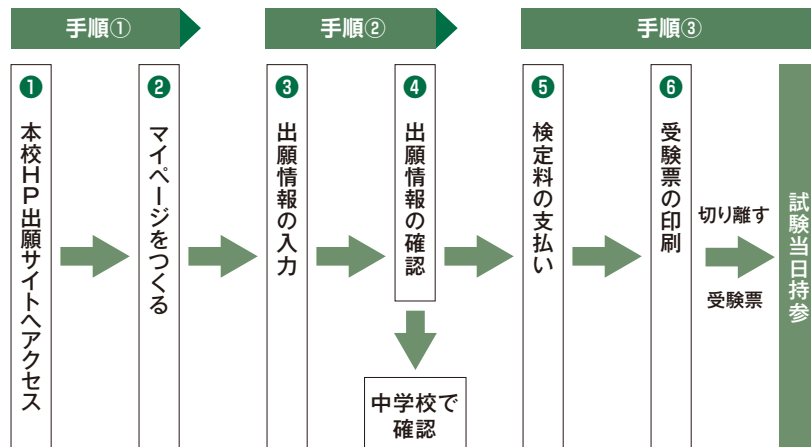 手順①
手順②
手順③
❶
本校HP出願サイトへアクセス
❷
マイページをつくる
❸
出願情報の入力
❹
出願情報の確認
中学校で
確認
❺
検定料の支払い
❻
受験票の印刷
切り離す
受験票
試験当日持参